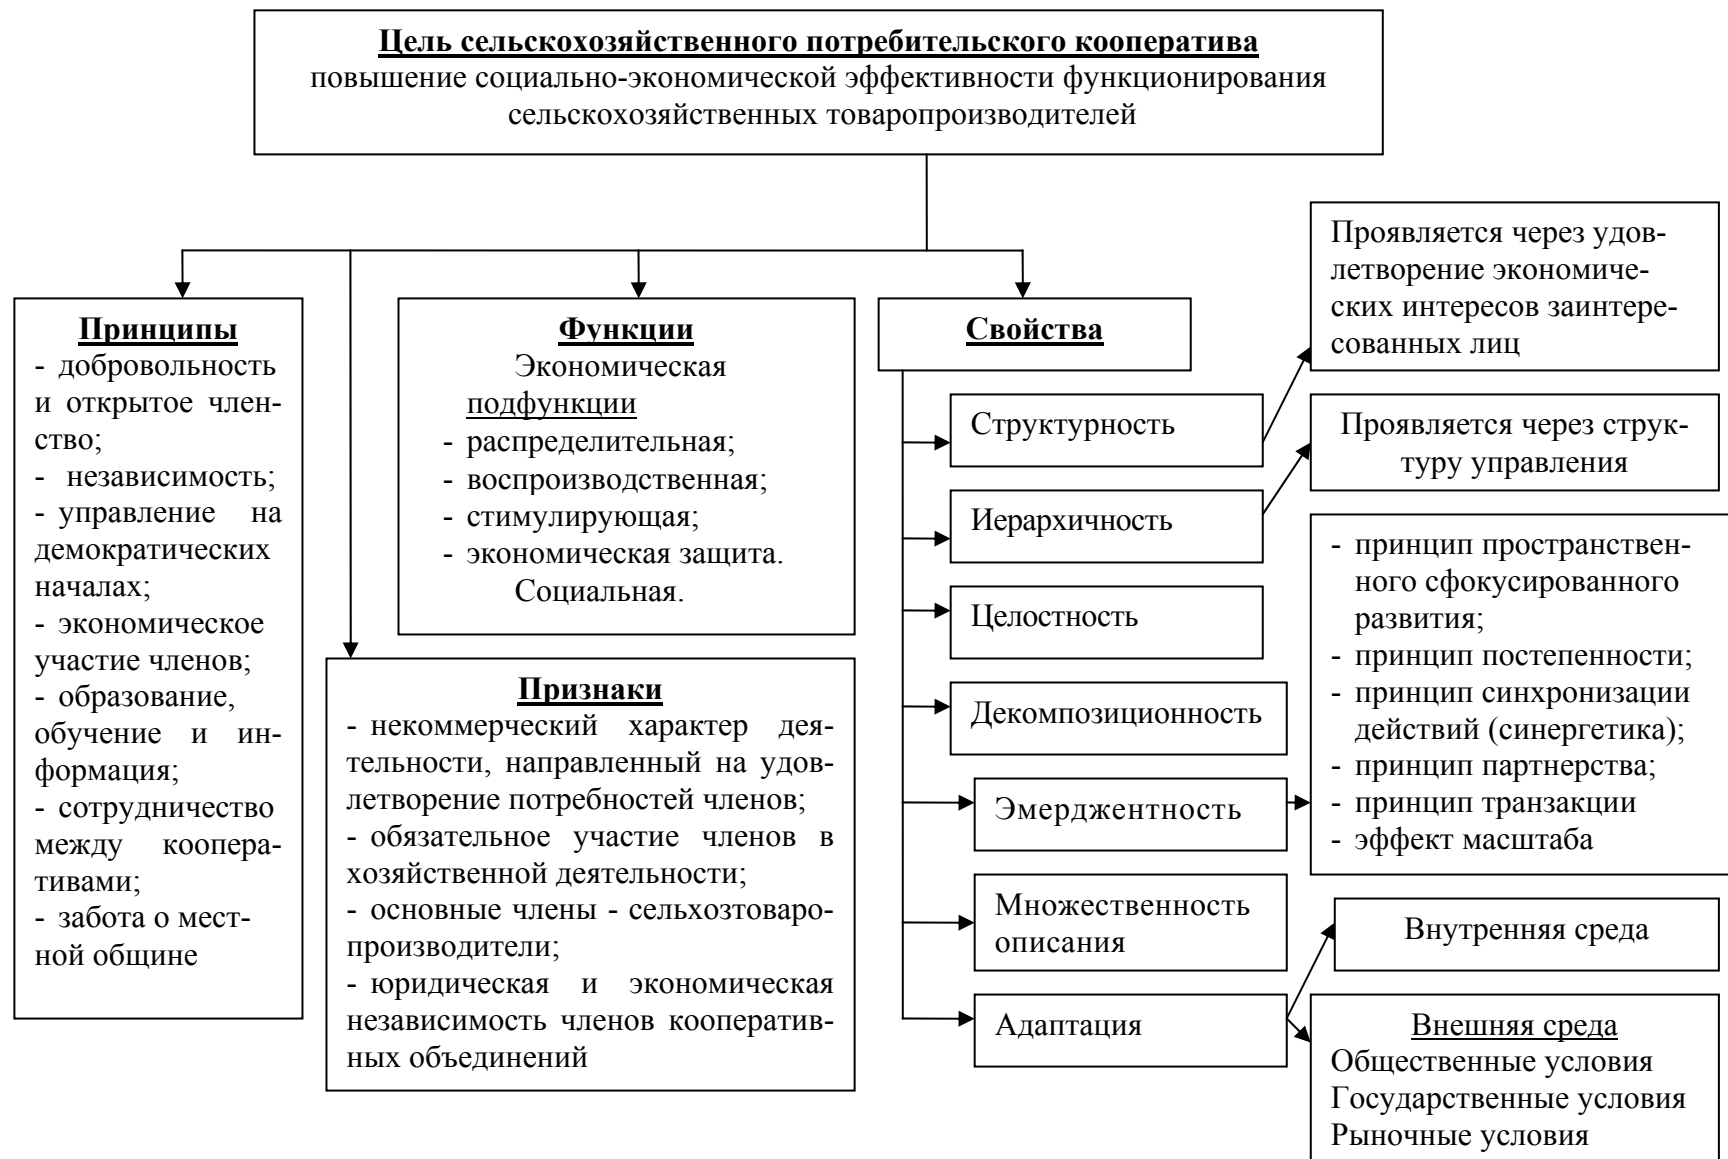 Цель сельскохозяйственного потребительского кооператива
повышение социально-экономической эффективности функционирования
сельскохозяйственных товаропроизводителей
Принципы
- добровольность
и открытое член-
ство;
- независимость;
- управление на
демократических
началах;
- экономическое
участие членов;
- образование,
обучение и ин-
формация;
- сотрудничество
между коопера-
тивами;
- забота о мест-
ной общине
Функции
Экономическая
подфункции
- распределительная;
- воспроизводственная;
- стимулирующая;
- экономическая защита.
Социальная.
Признаки
- некоммерческий характер дея-
тельности, направленный на удов-
летворение потребностей членов;
- обязательное участие членов в
хозяйственной деятельности;
- основные члены - сельхозтоваро-
производители;
- юридическая и экономическая
независимость членов кооператив-
ных объединений
Свойства
Структурность
Иерархичность
Целостность
Декомпозиционность
Эмерджентность
Множественность
описания
Адаптация
Проявляется через удов-
летворение экономиче-
ских интересов заинтере-
сованных лиц
Проявляется через струк-
туру управления
- принцип пространствен-
ного сфокусированного
развития;
- принцип постепенности;
- принцип синхронизации
действий (синергетика);
- принцип партнерства;
- принцип транзакции
- эффект масштаба
Внутренняя среда
Внешняя среда
Общественные условия
Государственные условия
Рыночные условия